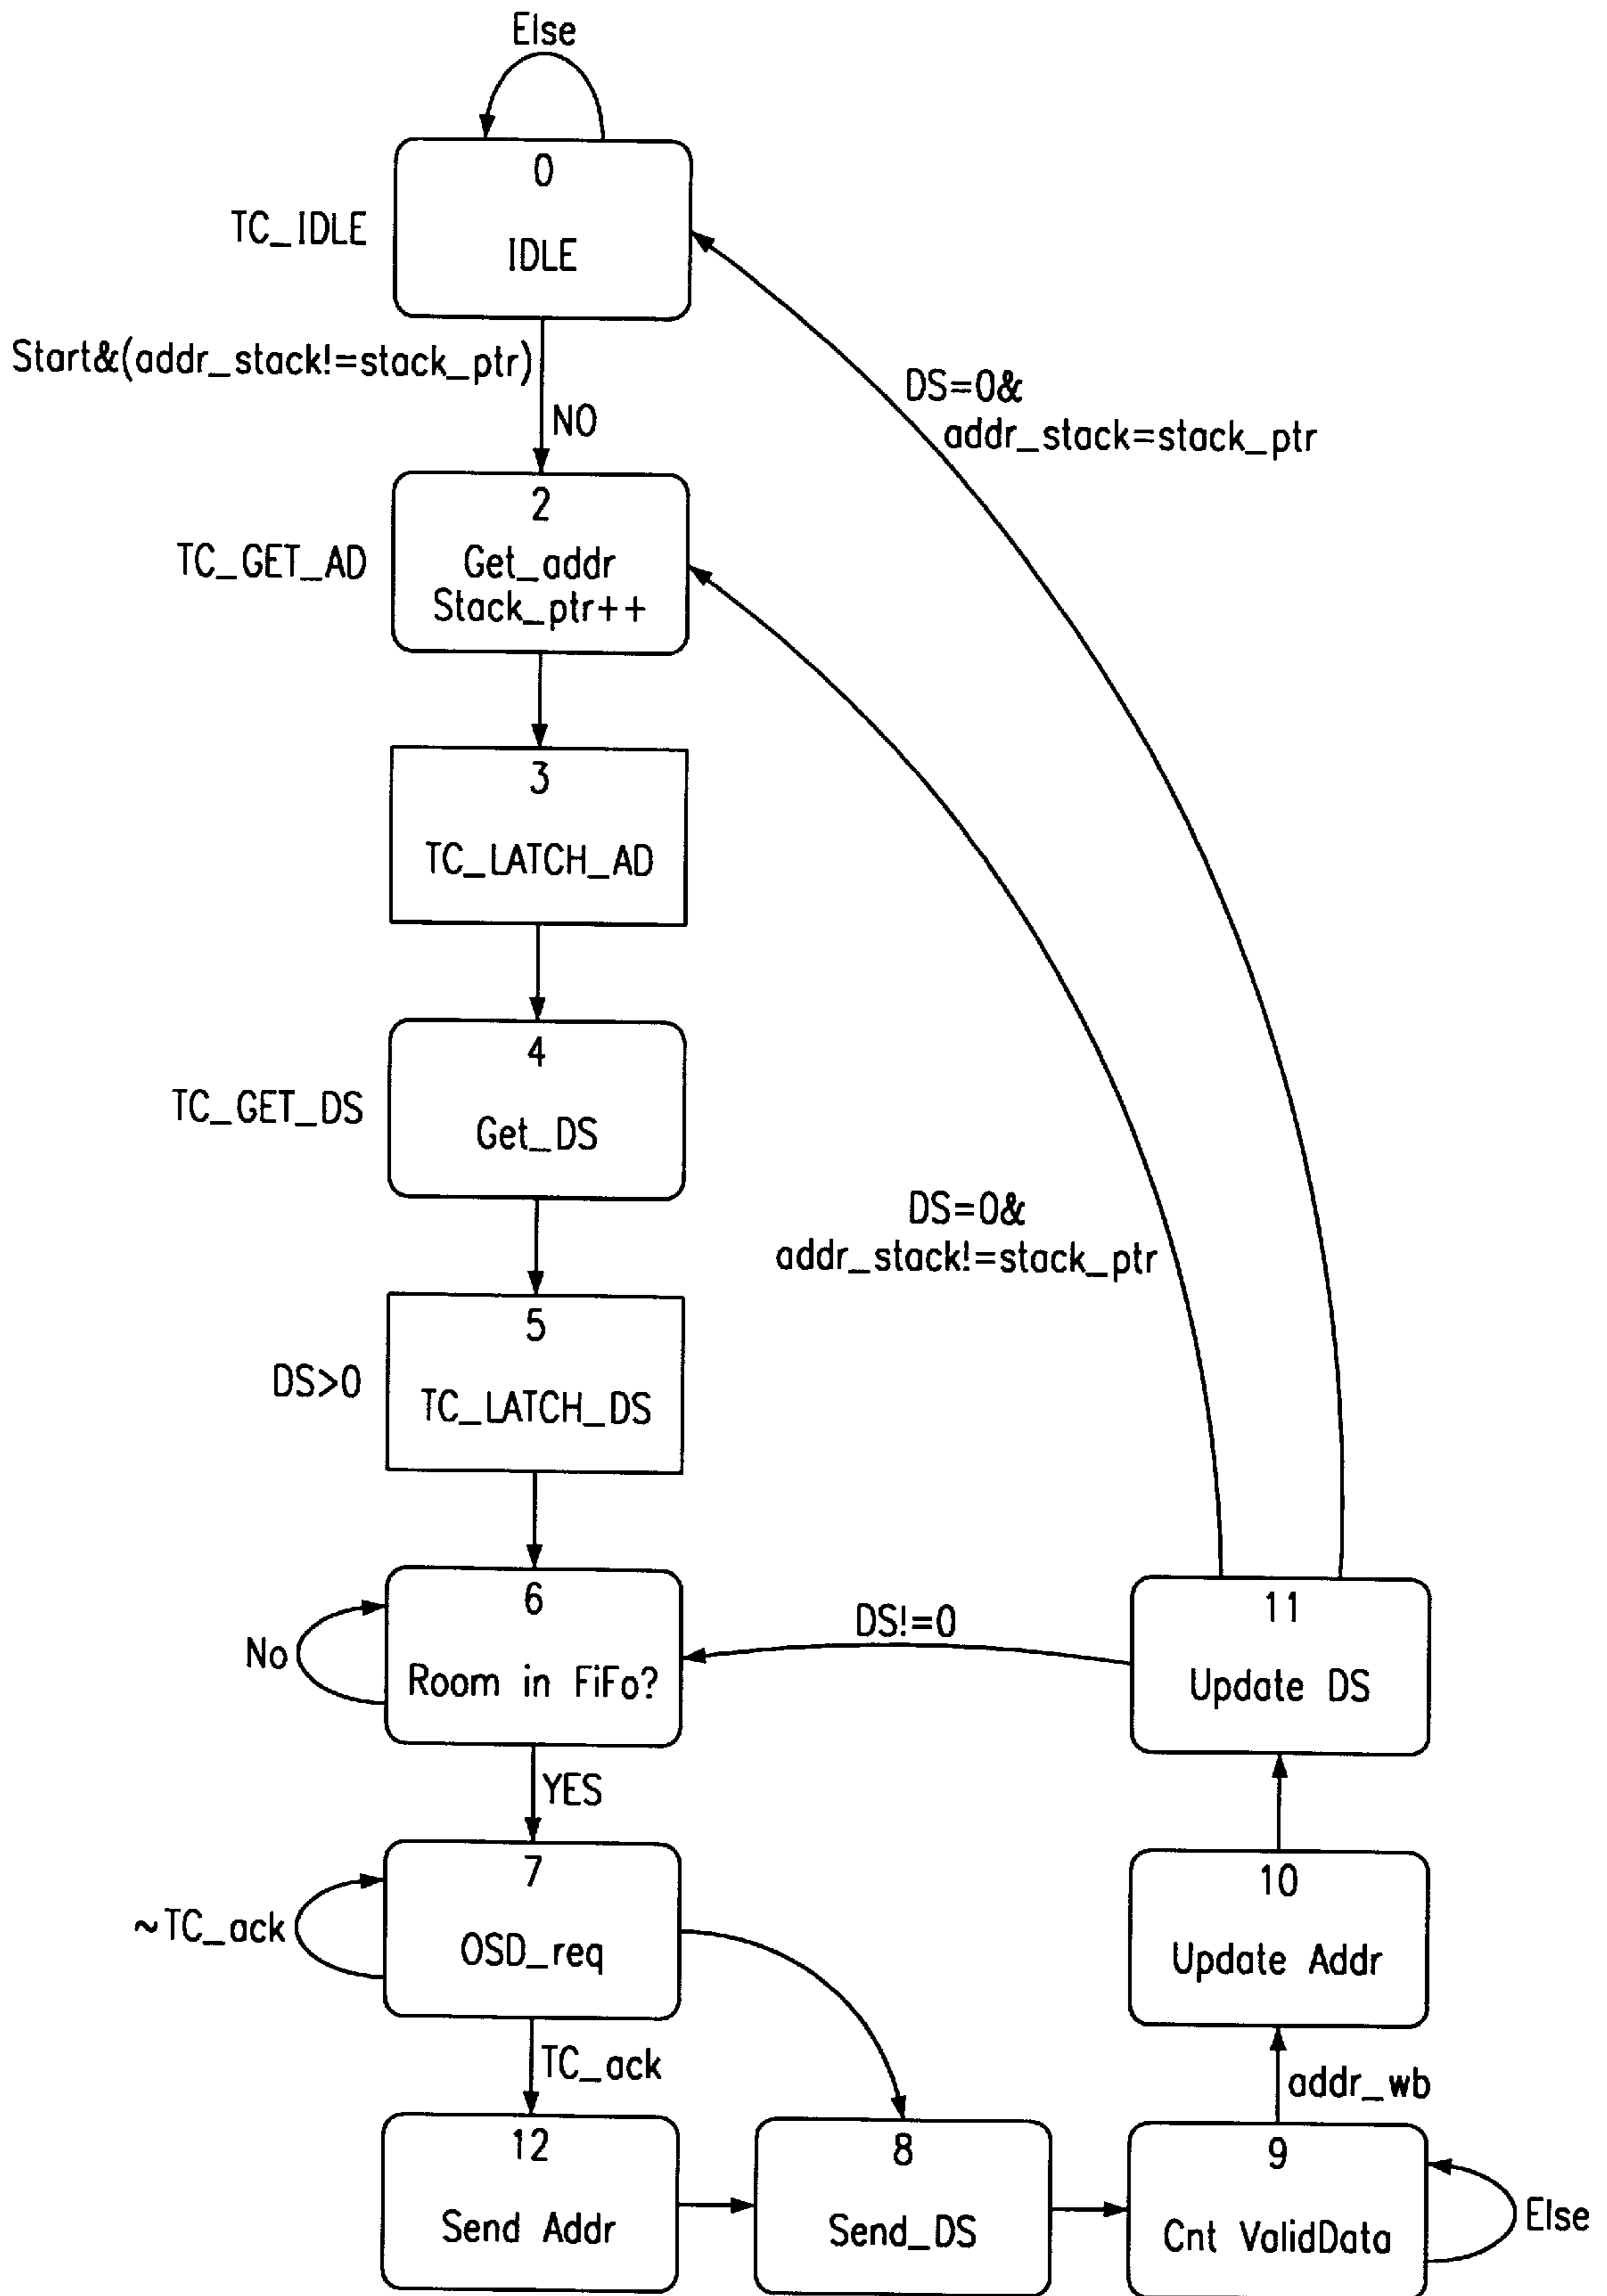 Else
0
TC_IDLE
IDLE
Start&(addr_stack!=stack_ptr)
NO
DS=0&
addr_stack=stack_ptr
2
TC_GET_AD
Get_addr
Stack_ptr++
3
TC_LATCH_AD
4
TC_GET_DS
Get_DS
DS=0&
addr_stack!=stack_ptr
5
DS>0
TC_LATCH_DS
6
No
Room in FiFo?
DS!=0
11
Update DS
YES
7
~TC_ack
OSD_req
10
Update Addr
TC_ack
addr_wb
12
Send Addr
8
Send_DS
9
Cnt ValidData
Else